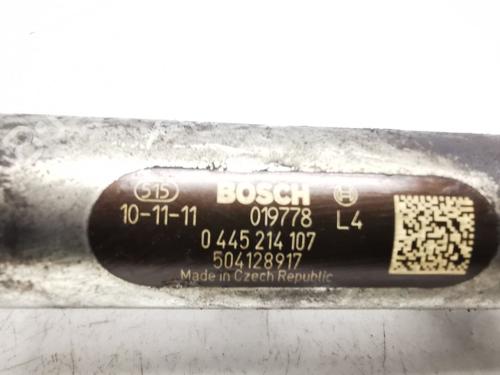 515 BOSCH
10-11-11 019778 L4
0 445 214 107
504128917
Made in Czech Republic